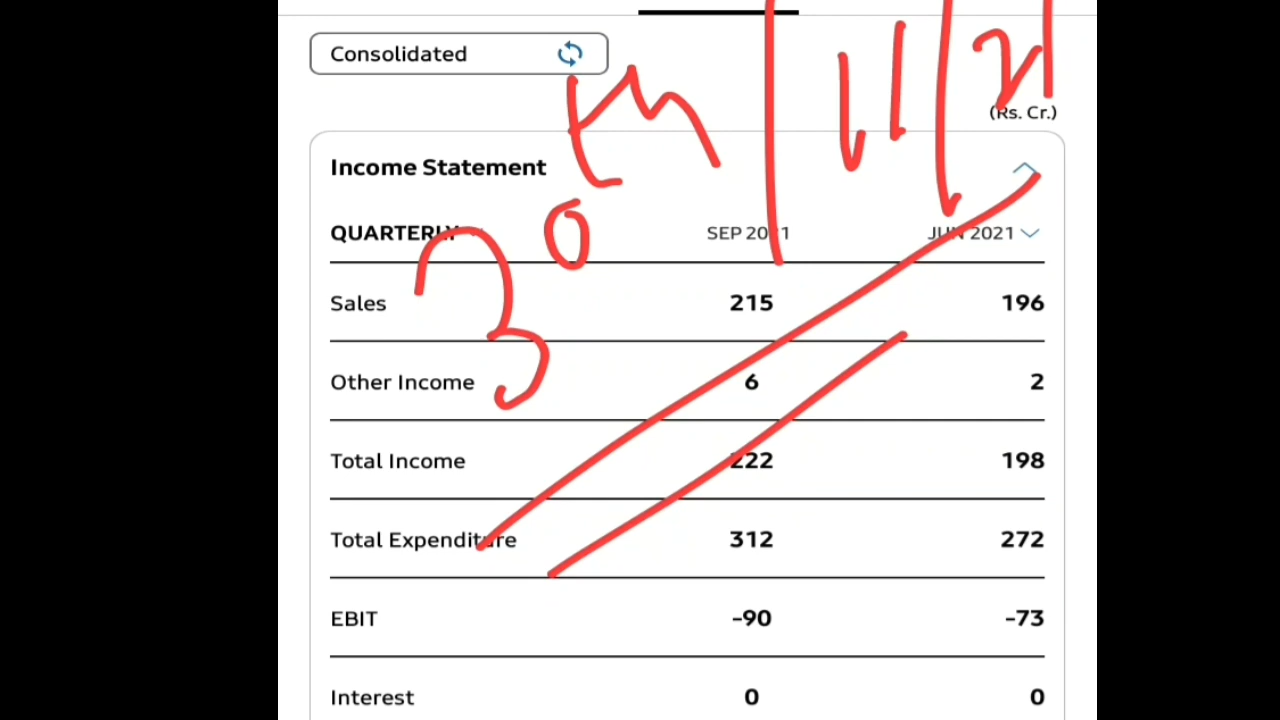 Consolidated
(Rs. Cr.)
30th | 11 | 21
Income Statement
QUARTERLY SEP 2021 JUN 2021
Sales 215 196
Other Income 6 2
Total Income 222 198
Total Expenditure 312 272
EBIT -90 -73
Interest 0 0